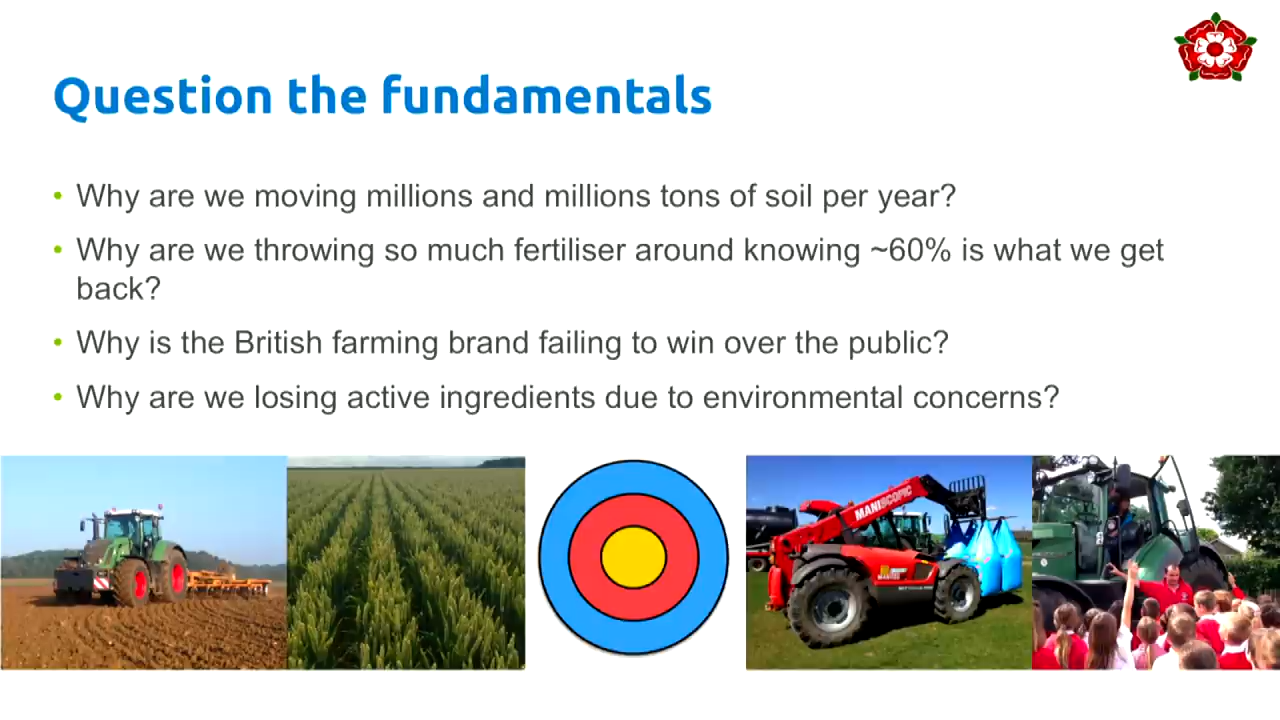 Question the fundamentals
• Why are we moving millions and millions tons of soil per year?
• Why are we throwing so much fertiliser around knowing ~60% is what we get
back?
• Why is the British farming brand failing to win over the public?
• Why are we losing active ingredients due to environmental concerns?
MANISCOPIC